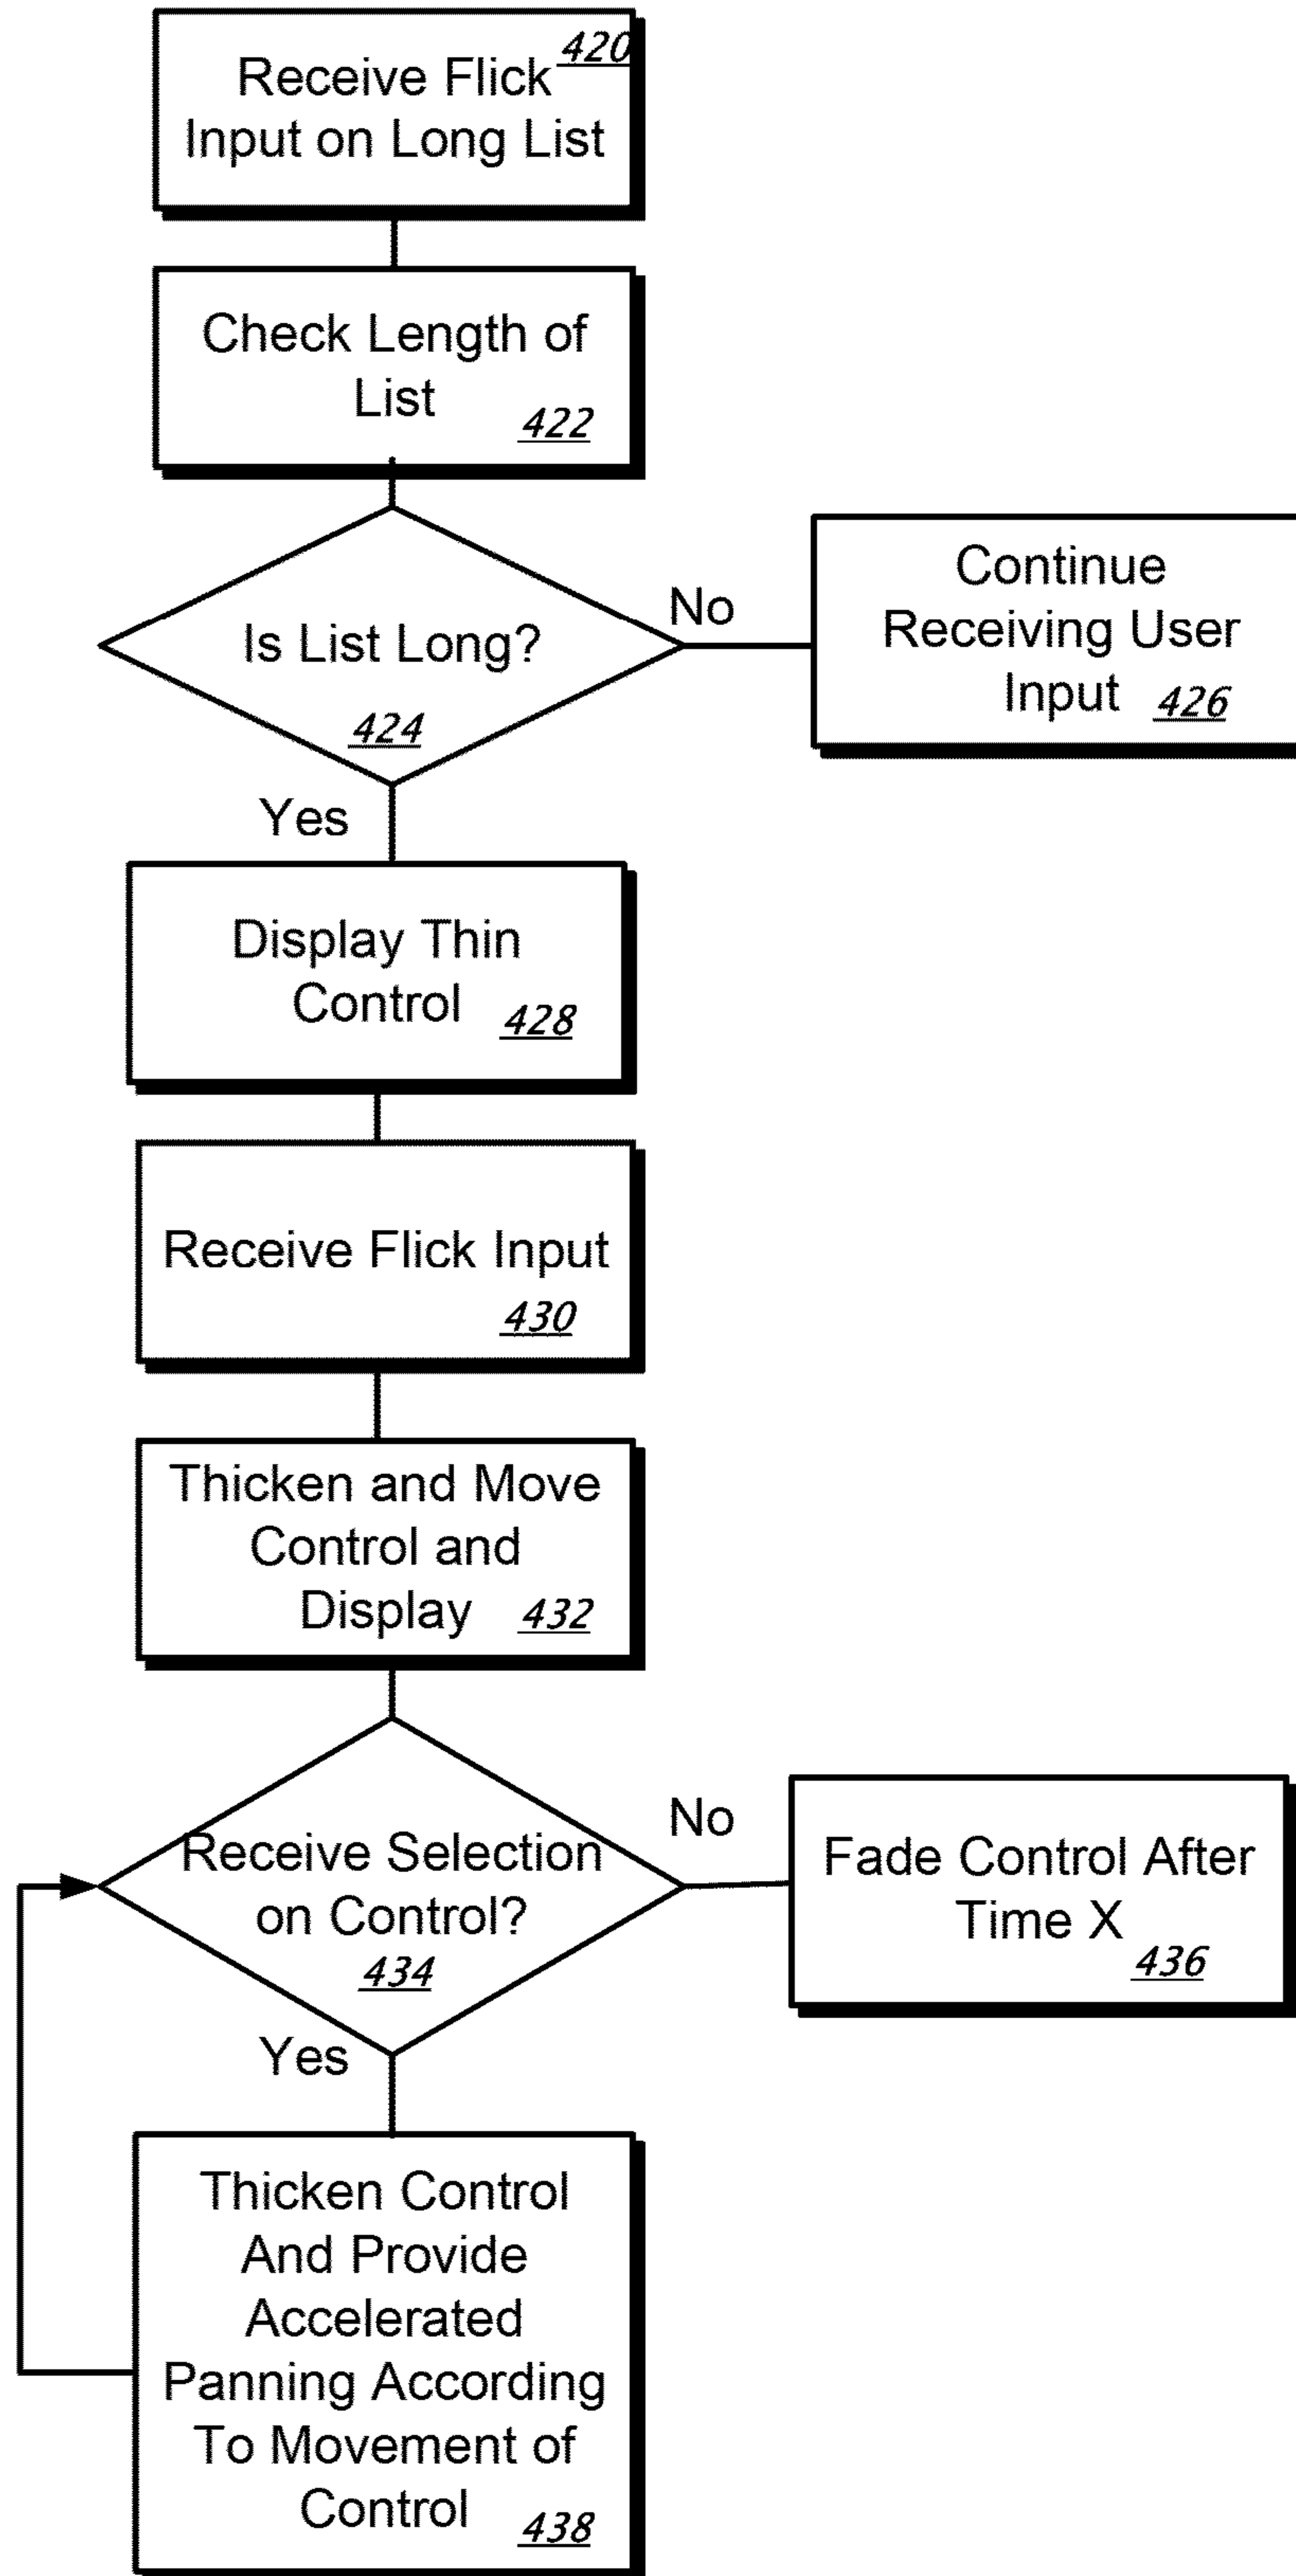 420
Receive Flick
Input on Long List
Check Length of
List 422
Is List Long?
424
No
Continue
Receiving User
Input 426
Yes
Display Thin
Control 428
Receive Flick Input
430
Thicken and Move
Control and
Display 432
Receive Selection
on Control?
434
No
Fade Control After
Time X
436
Yes
Thicken Control
And Provide
Accelerated
Panning According
To Movement of
Control 438